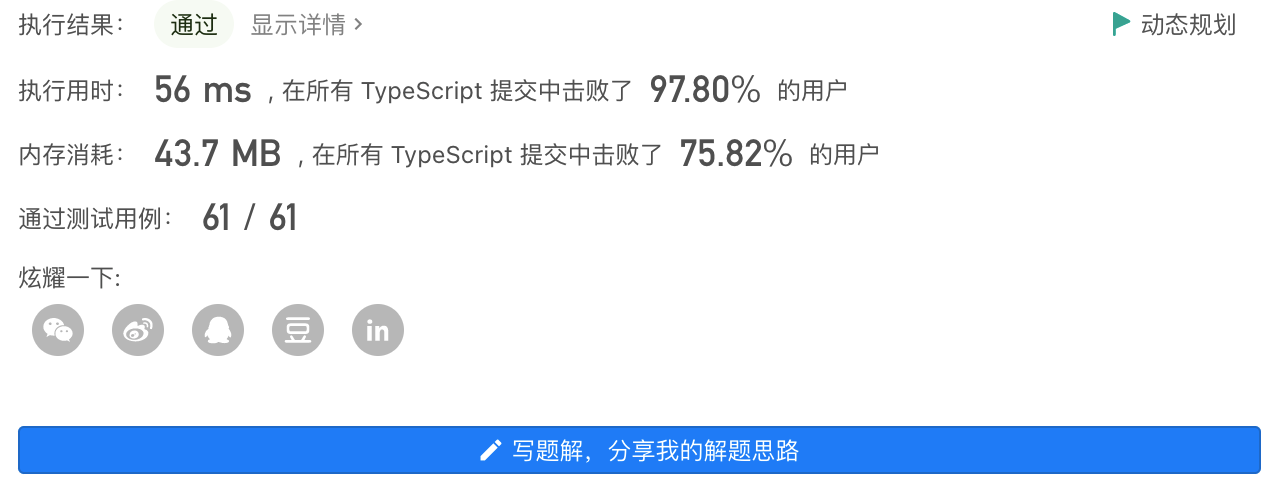 执行结果： 通过 显示详情 > 动态规划
执行用时： 56 ms , 在所有 TypeScript 提交中击败了 97.80% 的用户
内存消耗： 43.7 MB , 在所有 TypeScript 提交中击败了 75.82% 的用户
通过测试用例： 61 / 61
炫耀一下:
豆 in
写题解，分享我的解题思路